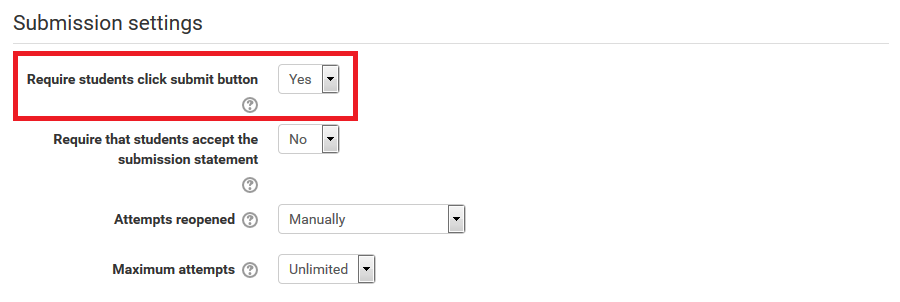 Submission settings
Require students click submit button Yes
Require that students accept the No
submission statement
Attempts reopened Manually
Maximum attempts Unlimited